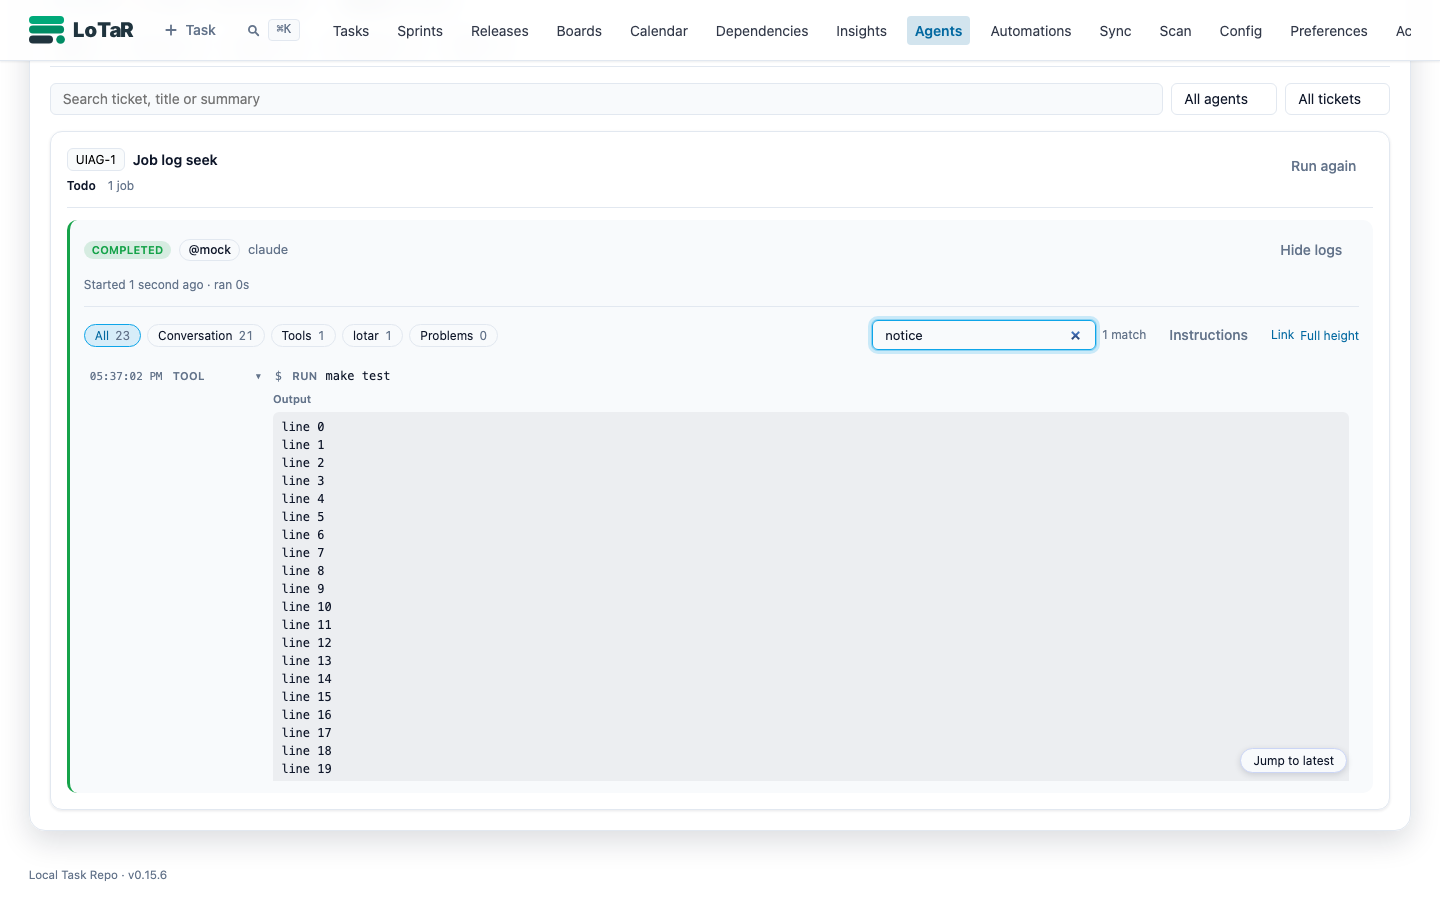 LoTaR
+ Task
⌘K
Tasks
Sprints
Releases
Boards
Calendar
Dependencies
Insights
Agents
Automations
Sync
Scan
Config
Preferences
Ac
Search ticket, title or summary
All agents
All tickets
UIAG-1 Job log seek
Run again
Todo 1 job
COMPLETED @mock claude
Hide logs
Started 1 second ago · ran 0s
All 23
Conversation 21
Tools 1
lotar 1
Problems 0
notice
1 match
Instructions
Link
Full height
05:37:02 PM TOOL ▾ $ RUN make test
Output
line 0
line 1
line 2
line 3
line 4
line 5
line 6
line 7
line 8
line 9
line 10
line 11
line 12
line 13
line 14
line 15
line 16
line 17
line 18
line 19
Jump to latest
Local Task Repo · v0.15.6